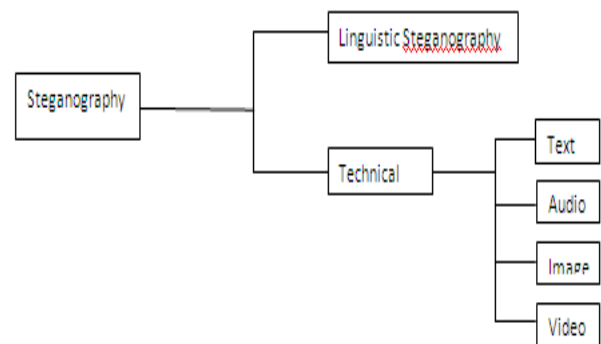 Linguistic Steganography
Steganography
Technical
Text
Audio
Image
Video